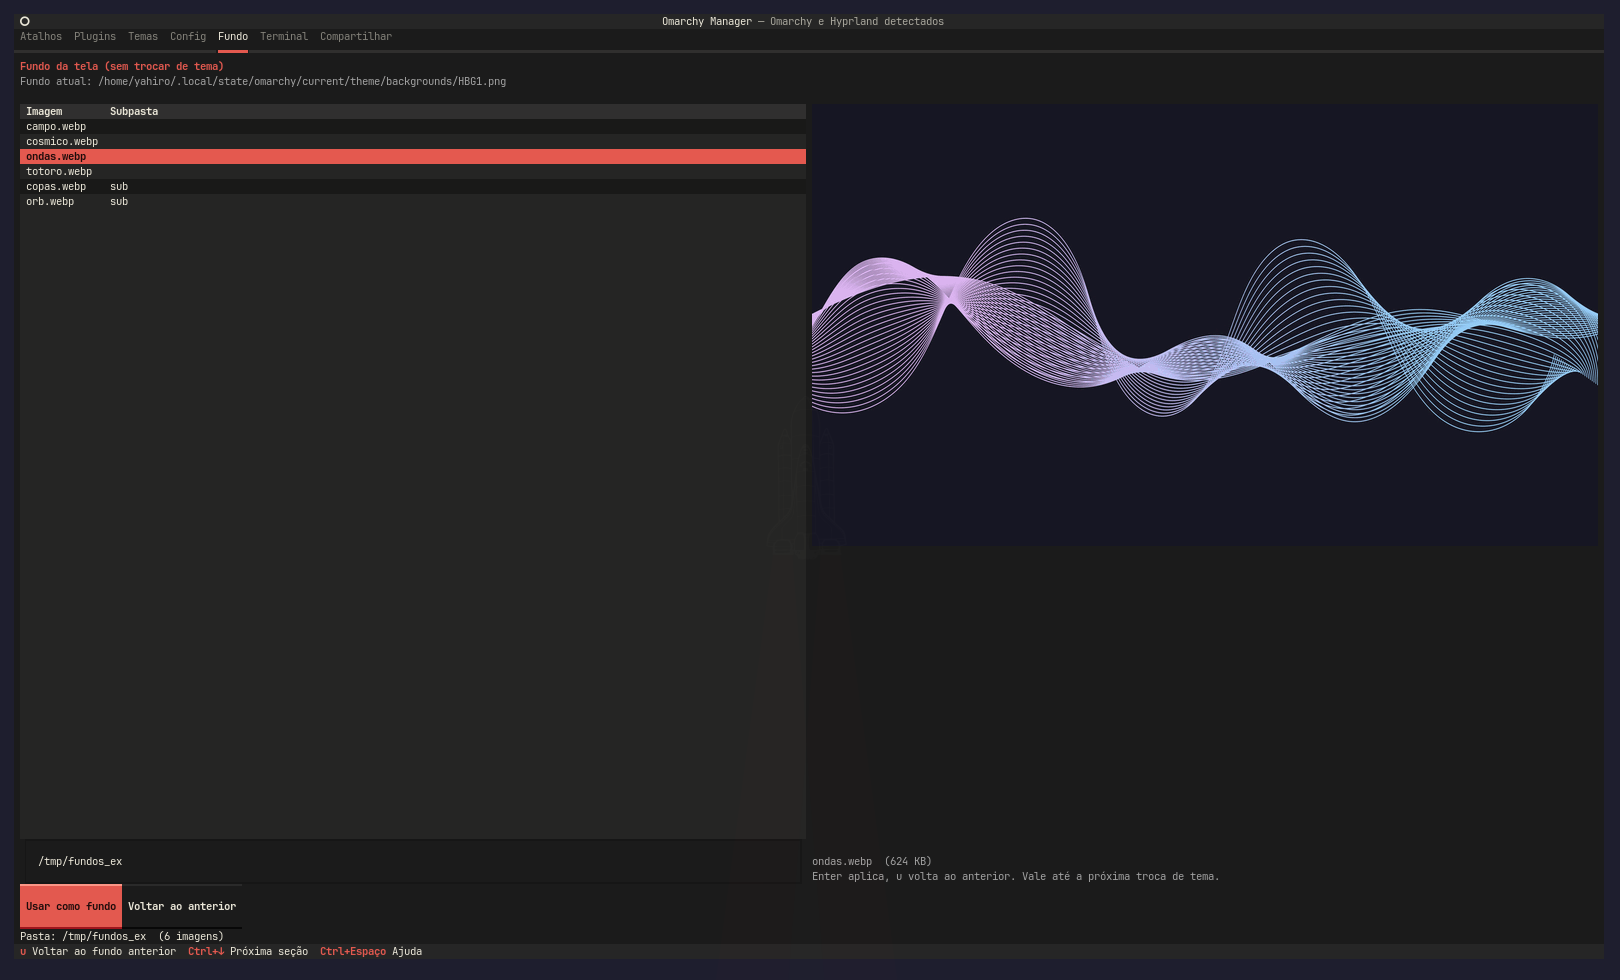 Omarchy Manager — Omarchy e Hyprland detectados
Atalhos Plugins Temas Config Fundo Terminal Compartilhar
Fundo da tela (sem trocar de tema)
Fundo atual: /home/yahiro/.local/state/omarchy/current/theme/backgrounds/HBG1.png
Imagem Subpasta
campo.webp
cosmico.webp
ondas.webp
totoro.webp
copas.webp sub
orb.webp sub
/tmp/fundos_ex
ondas.webp (624 KB)
Enter aplica, u volta ao anterior. Vale até a próxima troca de tema.
Usar como fundo Voltar ao anterior
Pasta: /tmp/fundos_ex (6 imagens)
u Voltar ao fundo anterior Ctrl+↓ Próxima seção Ctrl+Espaço Ajuda